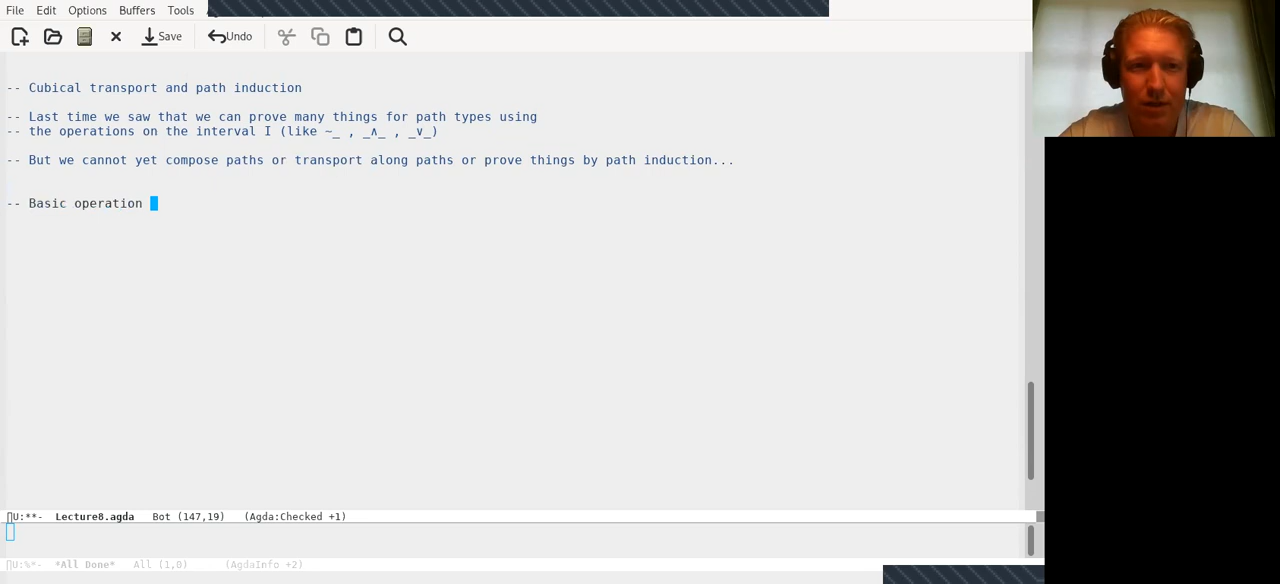 File Edit Options Buffers Tools
Save Undo
-- Cubical transport and path induction
-- Last time we saw that we can prove many things for path types using
-- the operations on the interval I (like ~_ , _∧_ , _∨_)
-- But we cannot yet compose paths or transport along paths or prove things by path induction...
-- Basic operation
U:**- Lecture8.agda Bot (147,19) (Agda:Checked +1)
U:%*- *All Done* All (1,0) (AgdaInfo +2)